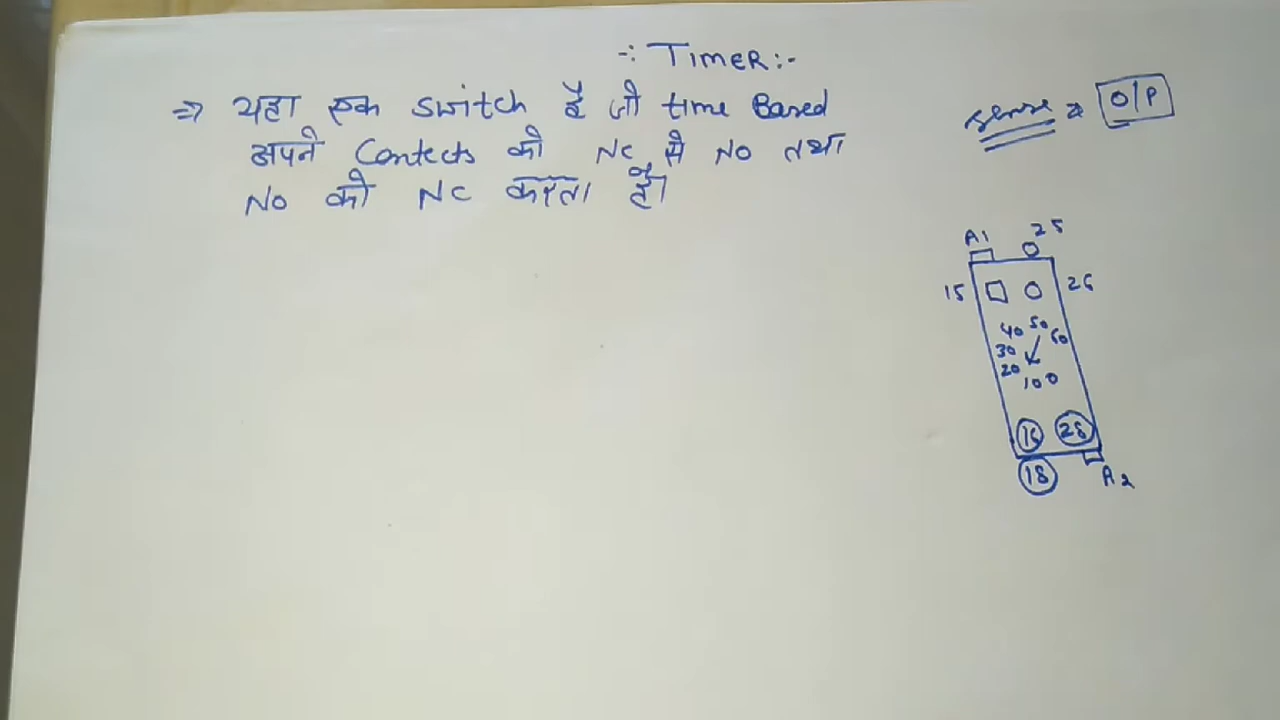 -: TimeR :-
⇒ यहा एक switch है जो time Based
अपने Contects को NC से NO तथा
NO को NC करता है।
sense O/P
A1 25
15 26
40 50 60
30
20
100
16 28
18 A2